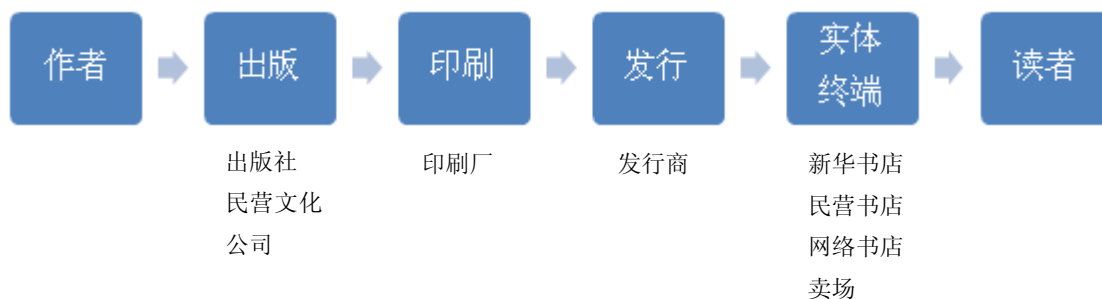 作者
出版
印刷
发行
实体
终端
读者
出版社
民营文化
公司
印刷厂
发行商
新华书店
民营书店
网络书店
卖场